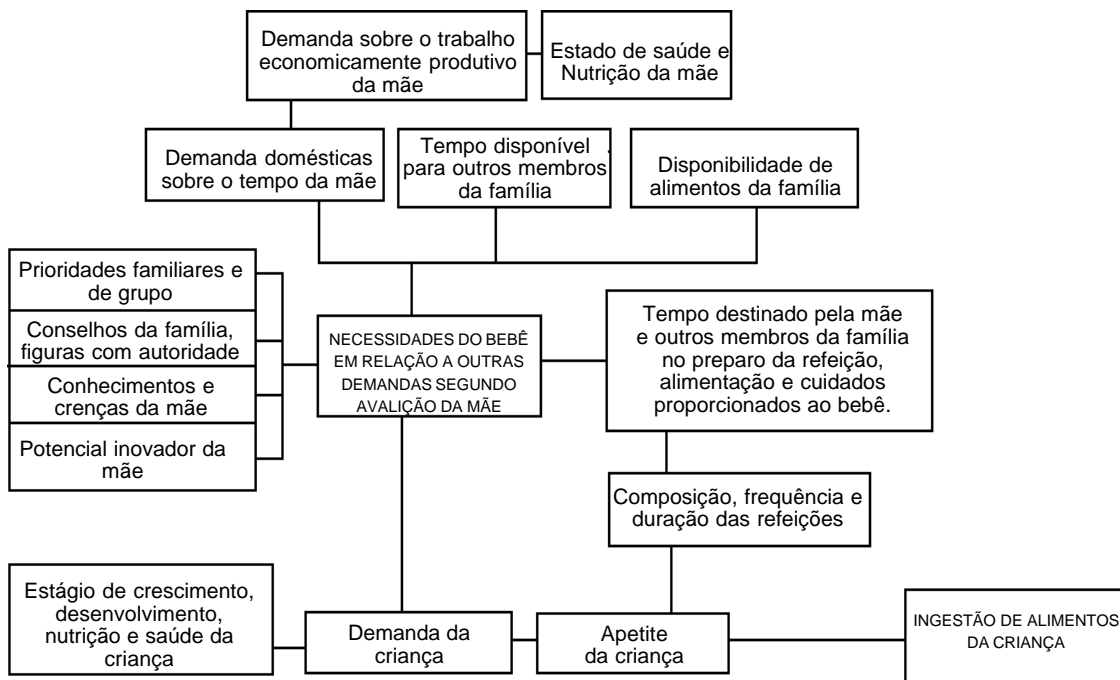 Demanda sobre o trabalho
economicamente produtivo
da mãe
Estado de saúde e
Nutrição da mãe
Demanda domésticas
sobre o tempo da mãe
Tempo disponível
para outros membros
da família
Disponibilidade de
alimentos da família
Prioridades familiares e
de grupo
Conselhos da família,
figuras com autoridade
Conhecimentos e
crenças da mãe
Potencial inovador da
mãe
NECESSIDADES DO BEBÊ
EM RELAÇÃO A OUTRAS
DEMANDAS SEGUNDO
AVALIÇÃO DA MÃE
Tempo destinado pela mãe
e outros membros da família
no preparo da refeição,
alimentação e cuidados
proporcionados ao bebê.
Composição, frequência e
duração das refeições
Estágio de crescimento,
desenvolvimento,
nutrição e saúde da
criança
Demanda da
criança
Apetite
da criança
INGESTÃO DE ALIMENTOS
DA CRIANÇA